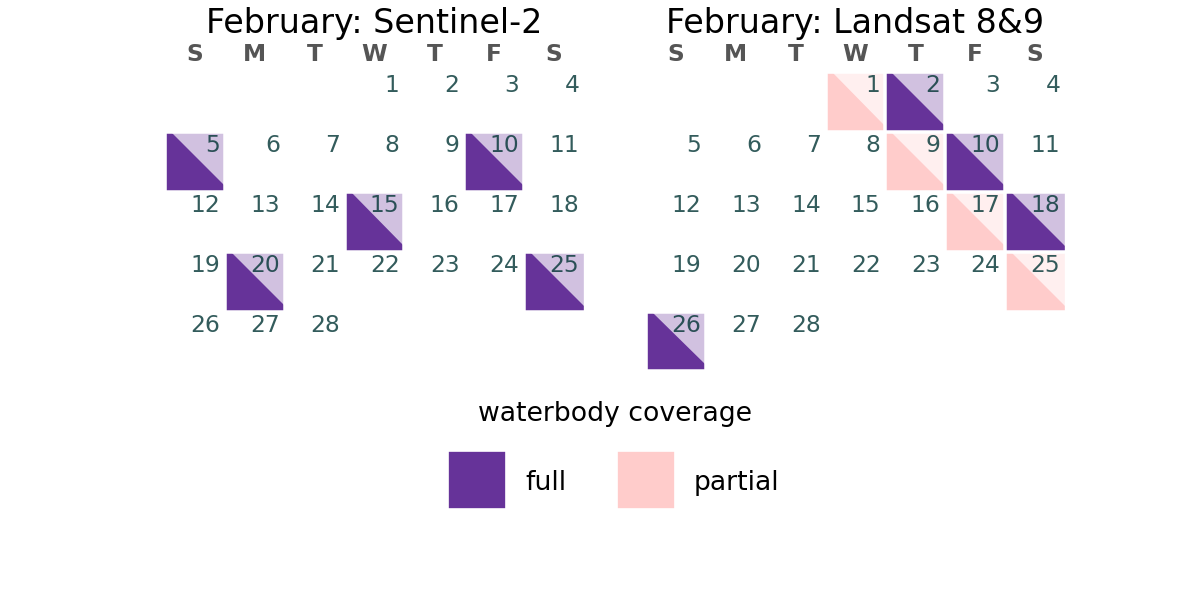 February: Sentinel-2
S M T W T F S
1 2 3 4
5 6 7 8 9 10 11
12 13 14 15 16 17 18
19 20 21 22 23 24 25
26 27 28
February: Landsat 8&9
S M T W T F S
1 2 3 4
5 6 7 8 9 10 11
12 13 14 15 16 17 18
19 20 21 22 23 24 25
26 27 28
waterbody coverage
full partial